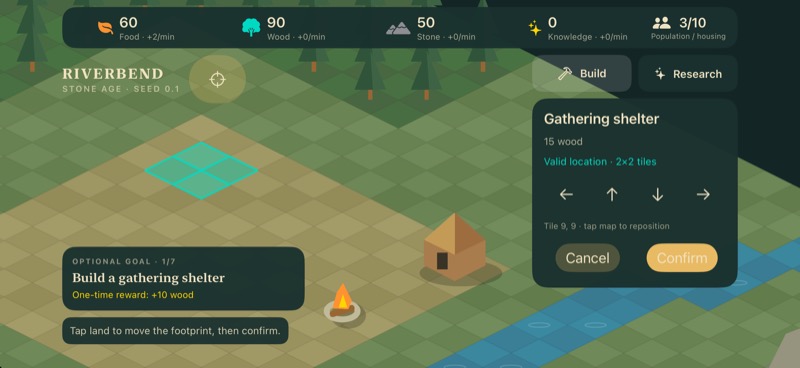 60
Food · +2/min
90
Wood · +0/min
50
Stone · +0/min
0
Knowledge · +0/min
3/10
Population / housing
RIVERBEND
STONE AGE · SEED 0.1
Build
Research
Gathering shelter
15 wood
Valid location · 2×2 tiles
Tile 9, 9 · tap map to reposition
Cancel
Confirm
OPTIONAL GOAL · 1/7
Build a gathering shelter
One-time reward: +10 wood
Tap land to move the footprint, then confirm.